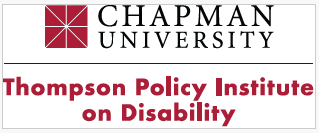 CHAPMAN
UNIVERSITY
Thompson Policy Institute
on Disability